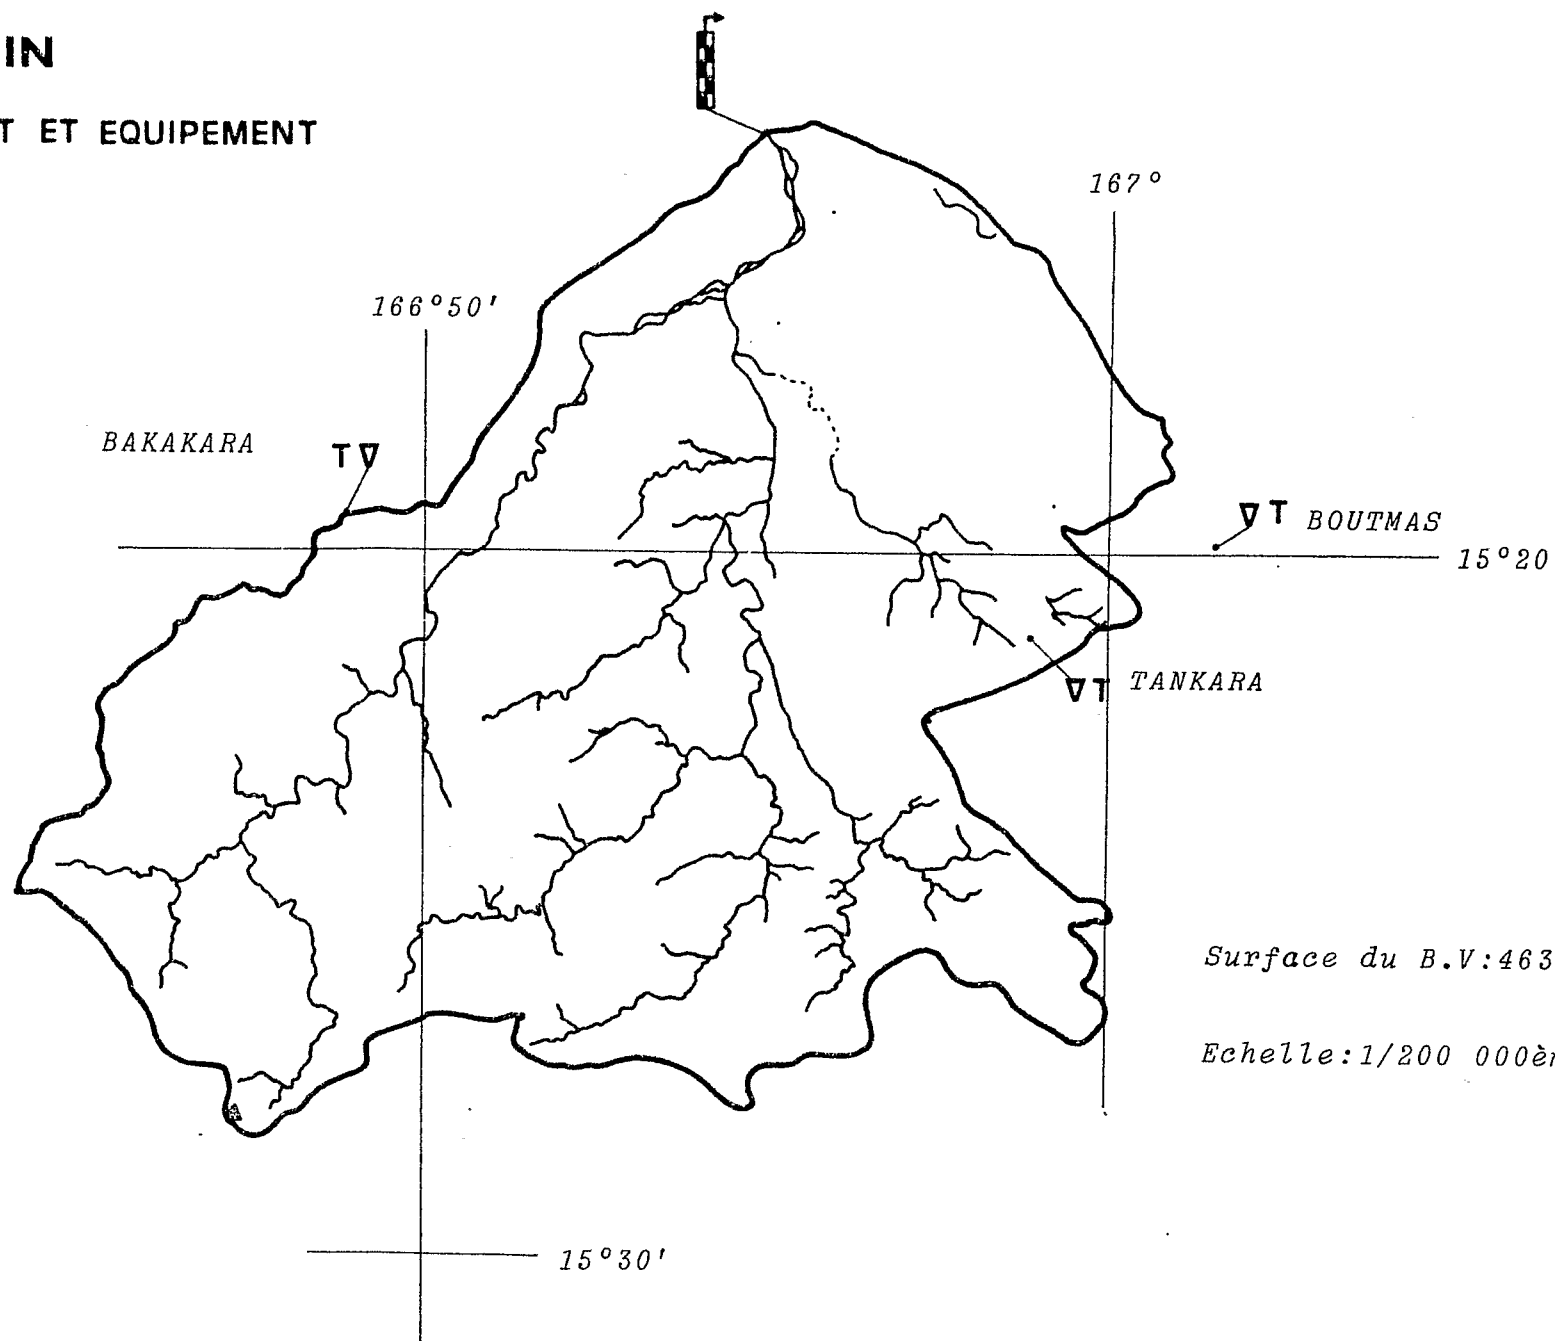 IN
T ET EQUIPEMENT
167°
166°50'
BAKAKARA
T
T BOUTMAS
15°20
T TANKARA
Surface du B.V:463
Echelle:1/200 000è
15°30'